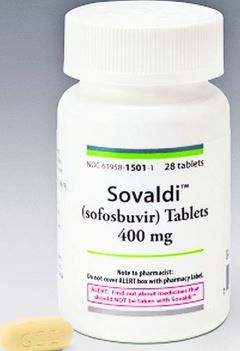 NDC 61958-1501-1 28 tablets
Sovaldi™
(sofosbuvir) Tablets
400 mg
Note to pharmacist:
Do not cover ALERT box with pharmacy label.
ALERT: Find out about medicines that
should NOT be taken with Sovaldi™